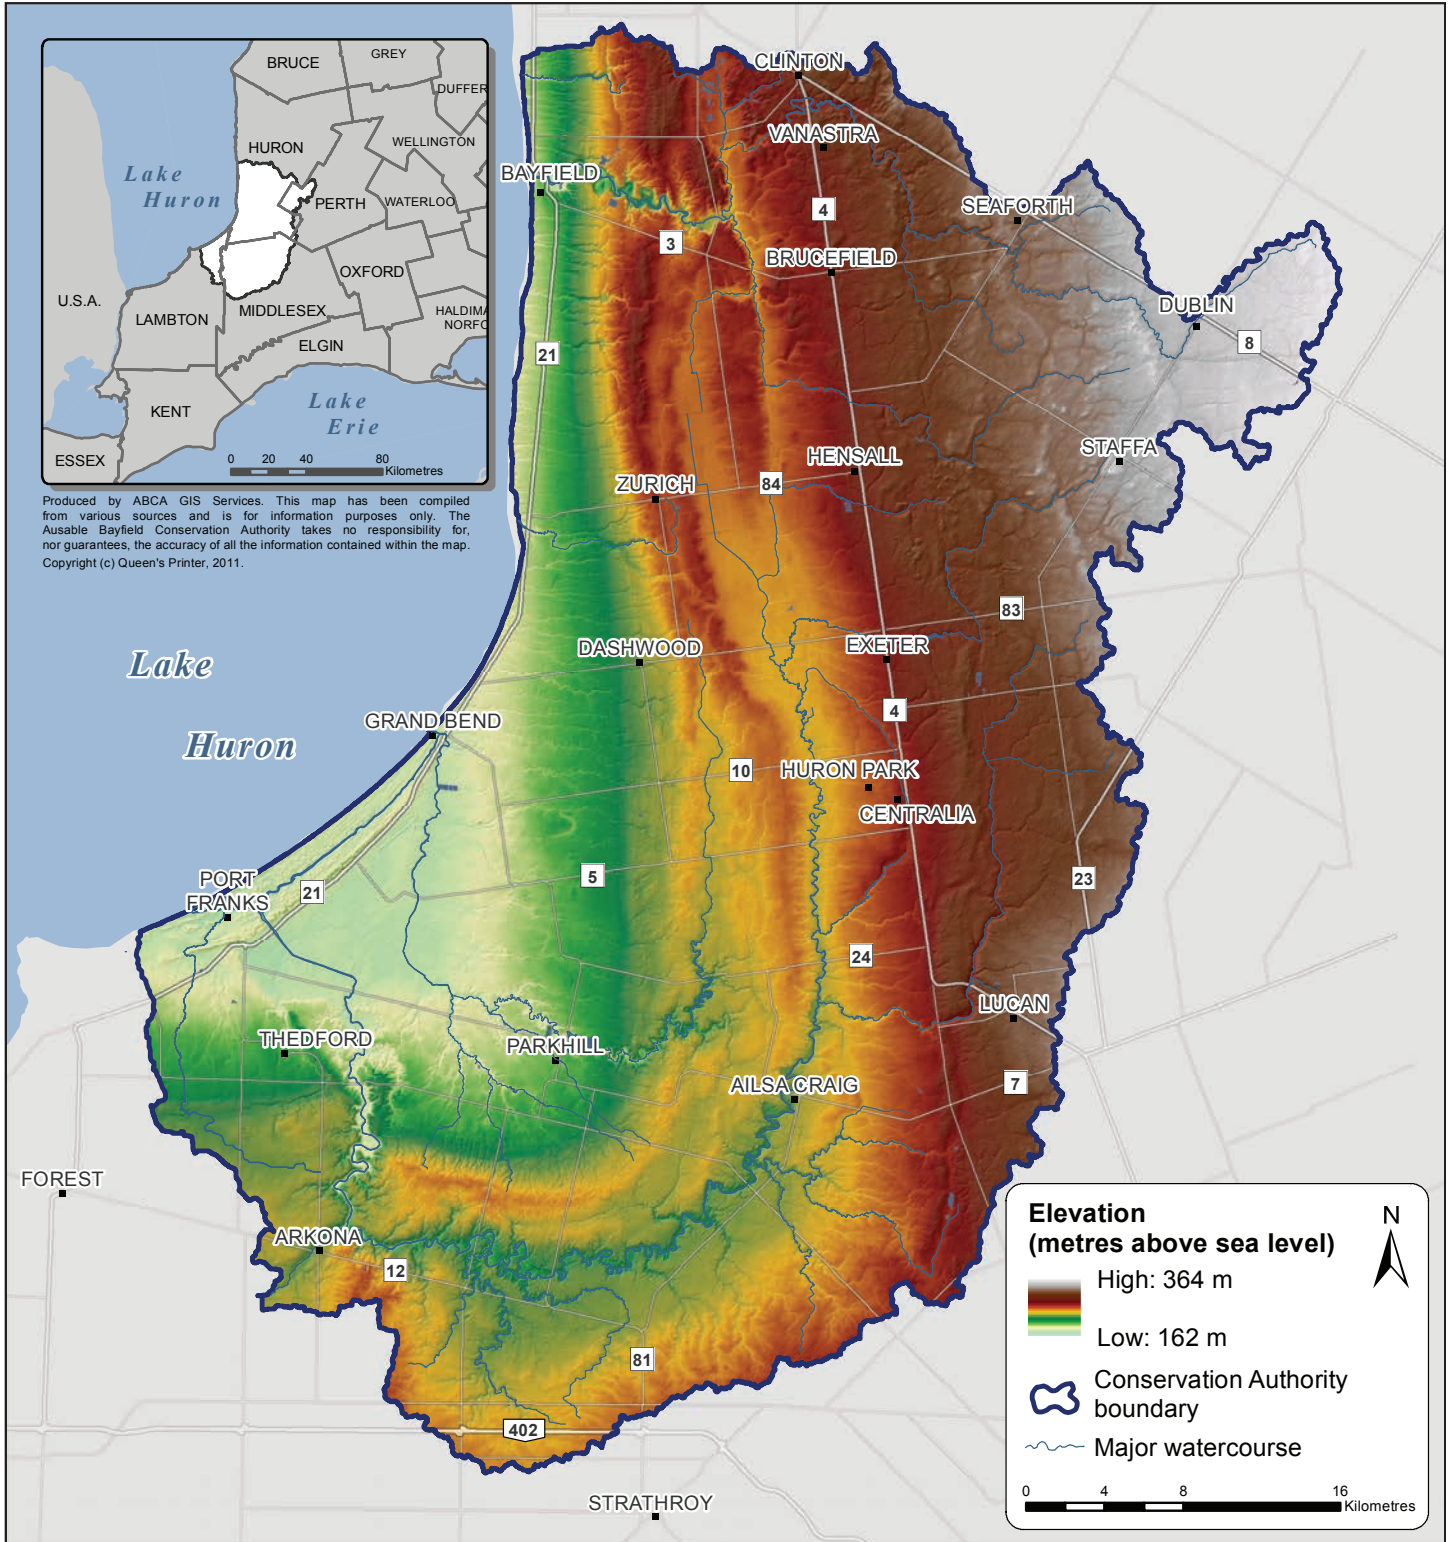 BRUCE
GREY
DUFFER
HURON
WELLINGTON
Lake
Huron
PERTH
WATERLOO
OXFORD
U.S.A.
LAMBTON
MIDDLESEX
HALDIMA
NORFO
ELGIN
KENT
Lake
Erie
ESSEX
0 20 40 80
Kilometres
Produced by ABCA GIS Services. This map has been compiled
from various sources and is for information purposes only. The
Ausable Bayfield Conservation Authority takes no responsibility for,
nor guarantees, the accuracy of all the information contained within the map.
Copyright (c) Queen's Printer, 2011.
CLINTON
VANASTRA
BAYFIELD
4
SEAFORTH
3
BRUCEFIELD
DUBLIN
21
8
HENSALL
STAFFA
ZURICH
84
83
DASHWOOD
EXETER
Lake
Huron
4
GRAND BEND
10
HURON PARK
CENTRALIA
5
23
PORT
FRANKS
21
24
LUCAN
THEDFORD
PARKHILL
7
AILSA CRAIG
FOREST
ARKONA
12
81
402
STRATHROY
Elevation
(metres above sea level)
High: 364 m
Low: 162 m
Conservation Authority
boundary
Major watercourse
N
0 4 8 16
Kilometres